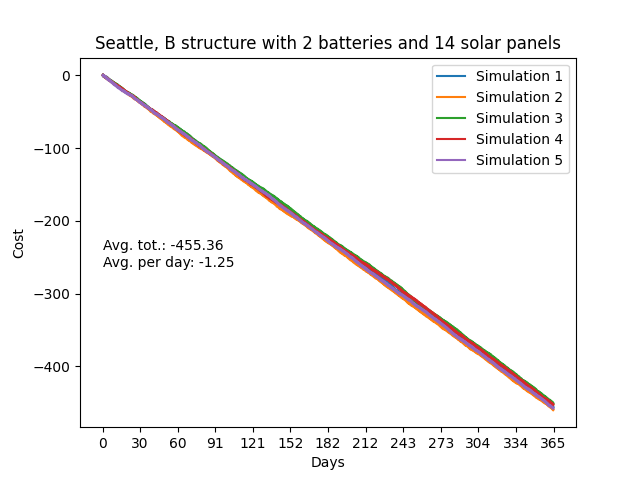 Seattle, B structure with 2 batteries and 14 solar panels
Simulation 1
Simulation 2
Simulation 3
Simulation 4
Simulation 5
0
−100
−200
−300
−400
Cost
Avg. tot.: -455.36
Avg. per day: -1.25
0 30 60 91 121 152 182 212 243 273 304 334 365
Days